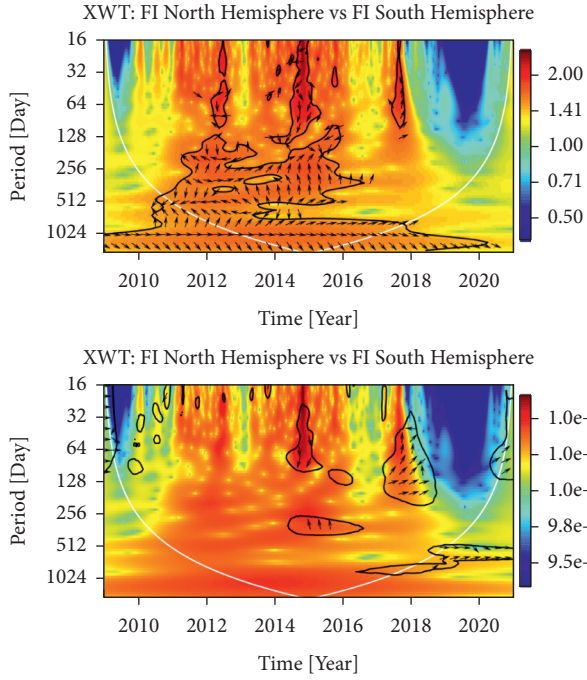 XWT: FI North Hemisphere vs FI South Hemisphere
Period [Day]
16
32
64
128
256
512
1024
2010 2012 2014 2016 2018 2020
Time [Year]
2.00
1.41
1.00
0.71
0.50
XWT: FI North Hemisphere vs FI South Hemisphere
Period [Day]
16
32
64
128
256
512
1024
2010 2012 2014 2016 2018 2020
Time [Year]
1.0e-
1.0e-
1.0e-
9.8e-
9.5e-